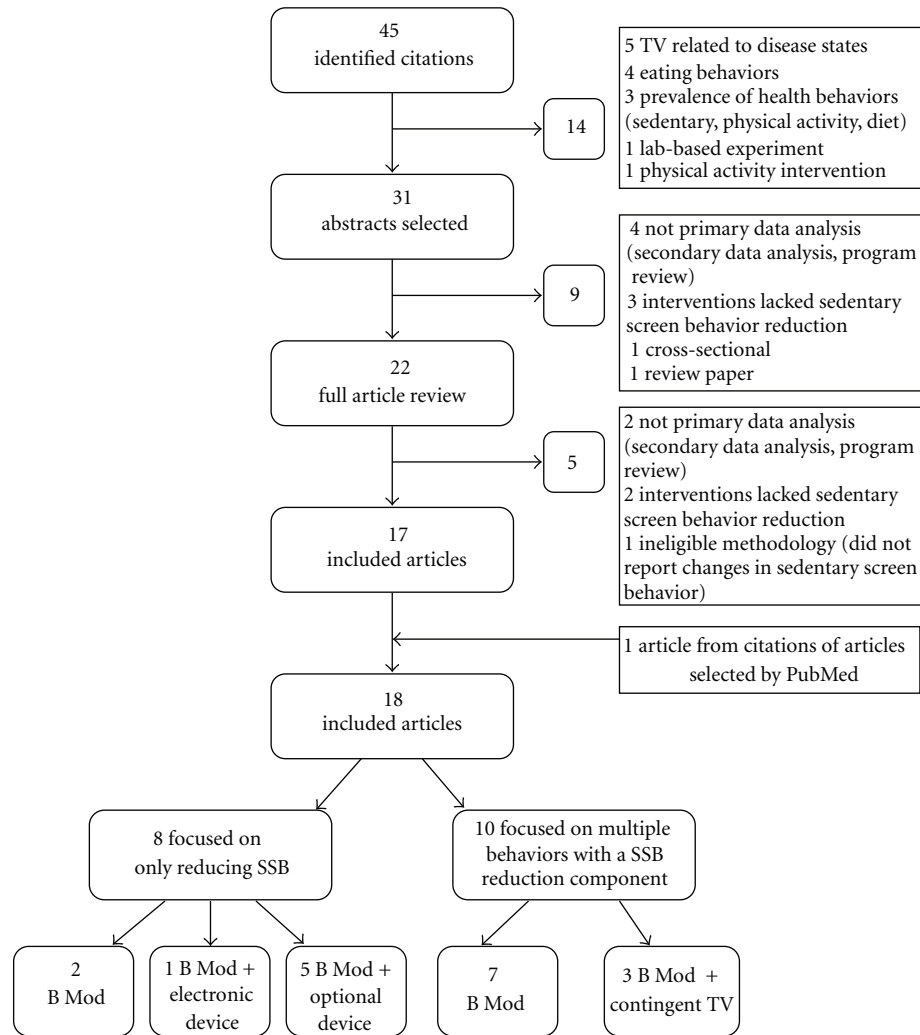 45
identified citations
5 TV related to disease states
4 eating behaviors
3 prevalence of health behaviors
(sedentary, physical activity, diet)
1 lab-based experiment
1 physical activity intervention
14
31
abstracts selected
4 not primary data analysis
(secondary data analysis, program
review)
3 interventions lacked sedentary
screen behavior reduction
1 cross-sectional
1 review paper
9
22
full article review
2 not primary data analysis
(secondary data analysis, program
review)
2 interventions lacked sedentary
screen behavior reduction
1 ineligible methodology (did not
report changes in sedentary screen
behavior)
5
17
included articles
1 article from citations of articles
selected by PubMed
18
included articles
8 focused on
only reducing SSB
10 focused on multiple
behaviors with a SSB
reduction component
2
B Mod
1 B Mod +
electronic
device
5 B Mod +
optional
device
7
B Mod
3 B Mod +
contingent TV